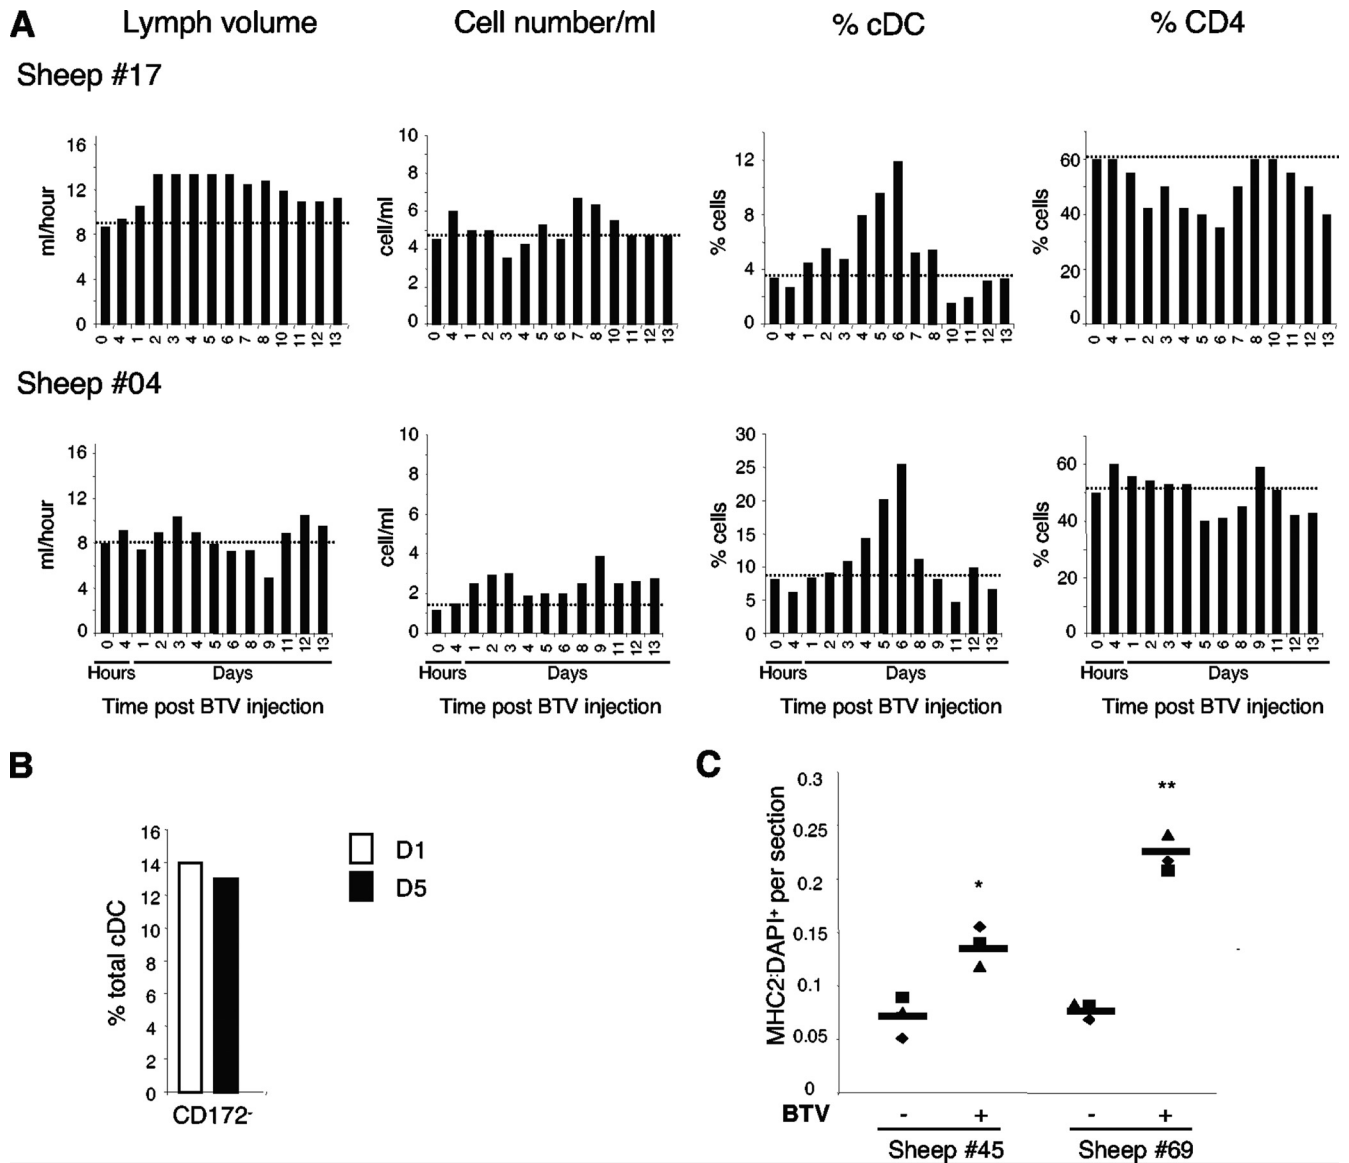 A Lymph volume Cell number/ml % cDC % CD4
Sheep #17
ml/hour
16
12
8
4
0
0 4 1 2 3 4 5 6 7 8 10 11 12 13
cell/ml
10
8
6
4
2
0
0 4 1 2 3 4 5 6 7 8 10 11 12 13
% cells
12
8
4
0
0 4 1 2 3 4 5 6 7 8 10 11 12 13
% cells
60
40
20
0
0 4 1 2 3 4 5 6 7 8 10 11 12 13
Sheep #04
ml/hour
16
12
8
4
0
0 4 1 2 3 4 5 6 8 9 11 12 13
Hours Days
Time post BTV injection
cell/ml
10
8
6
4
2
0
0 4 1 2 3 4 5 6 8 9 11 12 13
Hours Days
Time post BTV injection
% cells
30
25
20
15
10
5
0
0 4 1 2 3 4 5 6 8 9 11 12 13
Hours Days
Time post BTV injection
% cells
60
40
20
0
0 4 1 2 3 4 5 6 8 9 11 12 13
Hours Days
Time post BTV injection
B
% total cDC
16
14
12
10
8
6
4
2
0
CD172-
D1
D5
C
MHC2:DAPI+ per section
0.3
0.25
0.2
0.15
0.1
0.05
0
*
**
BTV - + - +
Sheep #45 Sheep #69